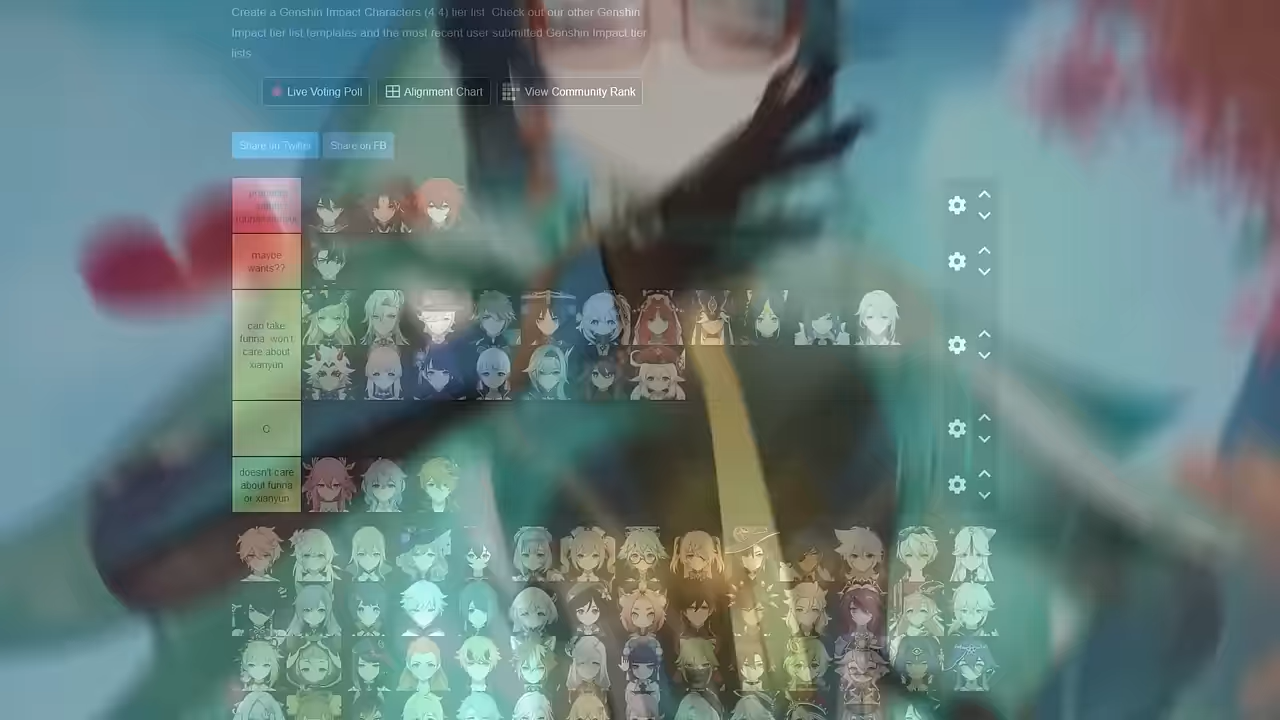 Create a Genshin Impact Characters (4.4) tier list. Check out our other Genshin
Impact tier list templates and the most recent user submitted Genshin Impact tier
lists.
Live Voting Poll
Alignment Chart
View Community Rank
Share on Twitter
Share on FB
maybe
wants??
can take
furina, won't
care about
xianyun
C
doesn't care
about furina
or xianyun